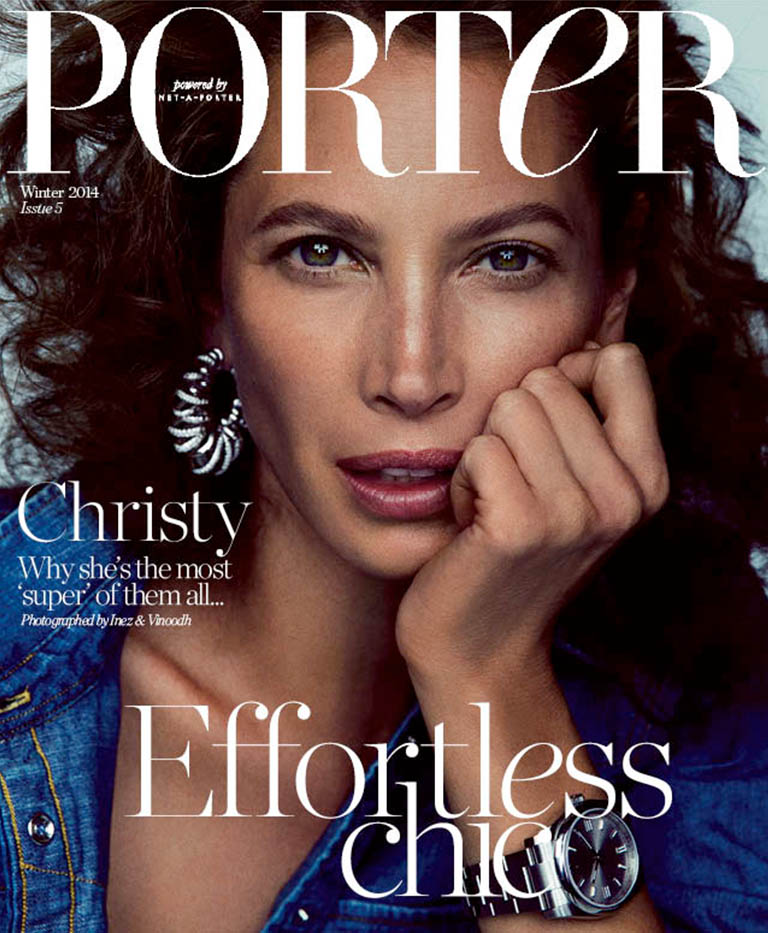 PORTER
powered by
NET-A-PORTER
Winter 2014
Issue 5
Christy
Why she's the most
'super' of them all...
Photographed by Inez & Vinoodh
Effortless
chic